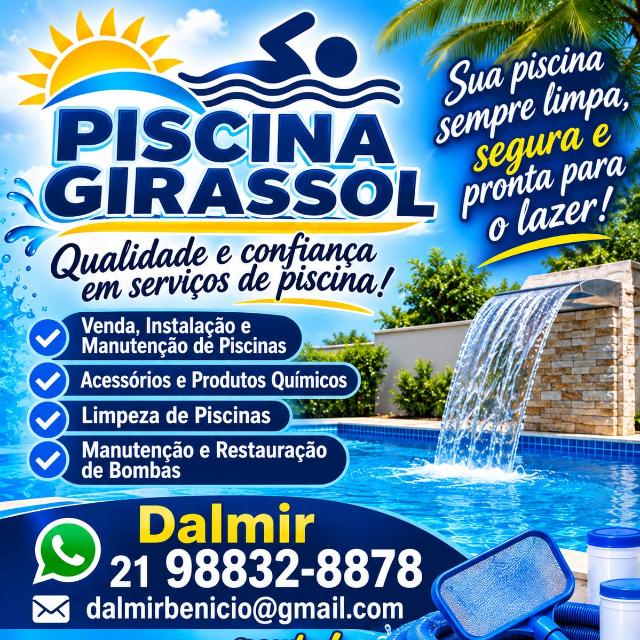 PISCINA
GIRASSOL
Qualidade e confiança
em serviços de piscina!
Sua piscina
sempre limpa,
segura e
pronta para
o lazer!
Venda, Instalação e
Manutenção de Piscinas
Acessórios e Produtos Químicos
Limpeza de Piscinas
Manutenção e Restauração
de Bombas
Dalmir
21 98832-8878
dalmirbenicio@gmail.com